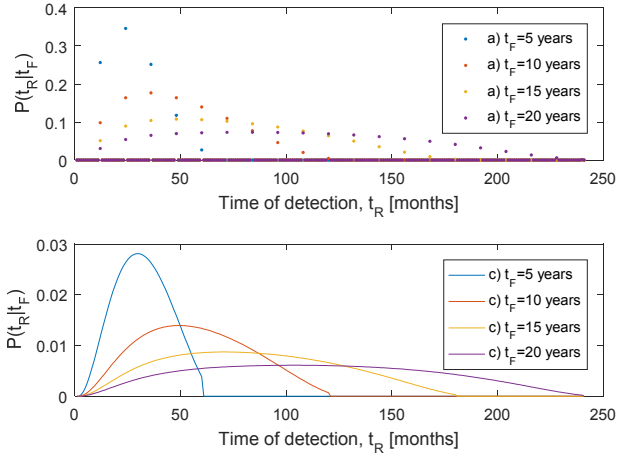 0.4
0.3
0.2
0.1
0
P(t_R|t_F)
a) t_F=5 years
a) t_F=10 years
a) t_F=15 years
a) t_F=20 years
0 50 100 150 200 250
Time of detection, t_R [months]
0.03
0.02
0.01
0
P(t_R|t_F)
c) t_F=5 years
c) t_F=10 years
c) t_F=15 years
c) t_F=20 years
0 50 100 150 200 250
Time of detection, t_R [months]